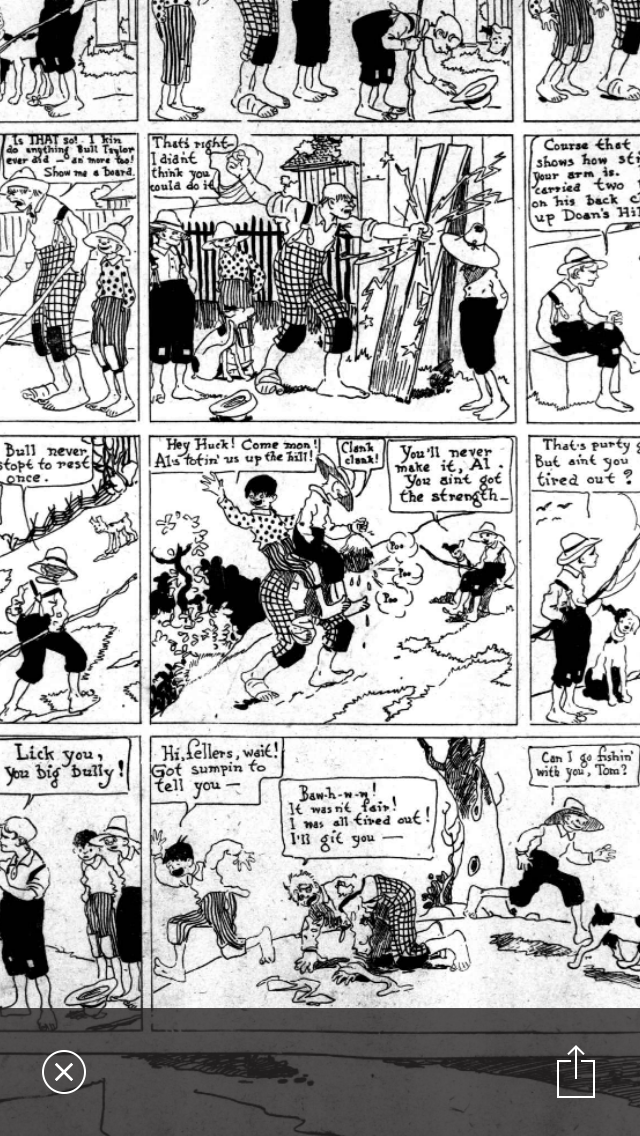 Is THAT so! I kin
do anything Bull Taylor
ever did — an' more too!
Show me a board.
That's right—
I didn't
think you
could do it.
Course that
shows how sti
your arm is.
carried two
on his back c
up Doan's Hi
Bull never
stopt to rest
once.
Hey Huck! Come mon!
Al's totin' us up the hill!
Clank
clank!
You'll never
make it, Al.
You aint got
the strength—
Poo
Poo
Poo
That's purty g
But aint you
tired out?
Lick you,
you big bully!
Hi, fellers, wait!
Got sumpin to
tell you —
Baw-h-w-w!
It wasn't fair!
I was all tired out!
I'll git you —
Can I go fishin'
with you, Tom?